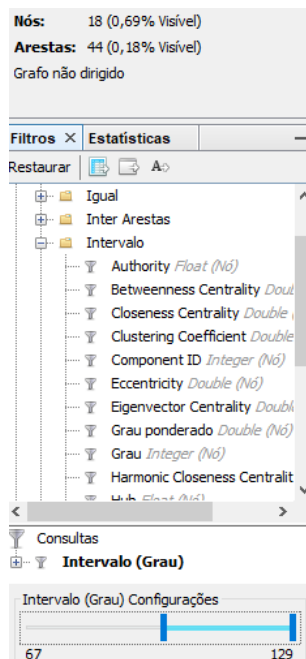 Nós: 18 (0,69% Visível)
Arestas: 44 (0,18% Visível)
Grafo não dirigido
Filtros × Estatísticas
Restaurar
Igual
Inter Arestas
Intervalo
Authority Float (Nó)
Betweenness Centrality Doub
Closeness Centrality Double
Clustering Coefficient Double
Component ID Integer (Nó)
Eccentricity Double (Nó)
Eigenvector Centrality Doubl
Grau ponderado Double (Nó)
Grau Integer (Nó)
Harmonic Closeness Centralit
Hub Float (Nó)
Consultas
Intervalo (Grau)
Intervalo (Grau) Configurações
67 129